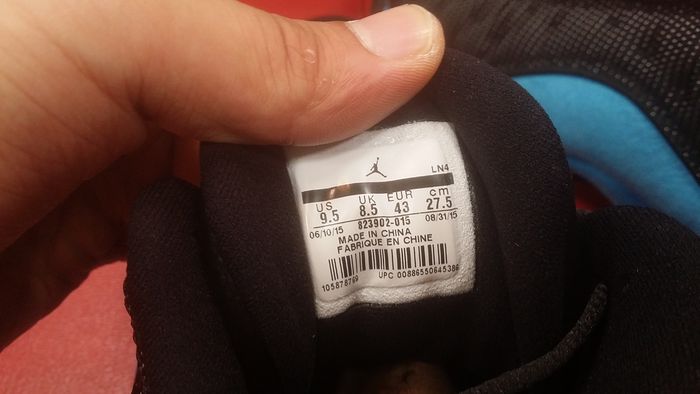 LN4
US UK EUR cm
9.5 8.5 43 27.5
06/10/15 823902-015 08/31/15
MADE IN CHINA
FABRIQUE EN CHINE
105878769 UPC 00886550645386